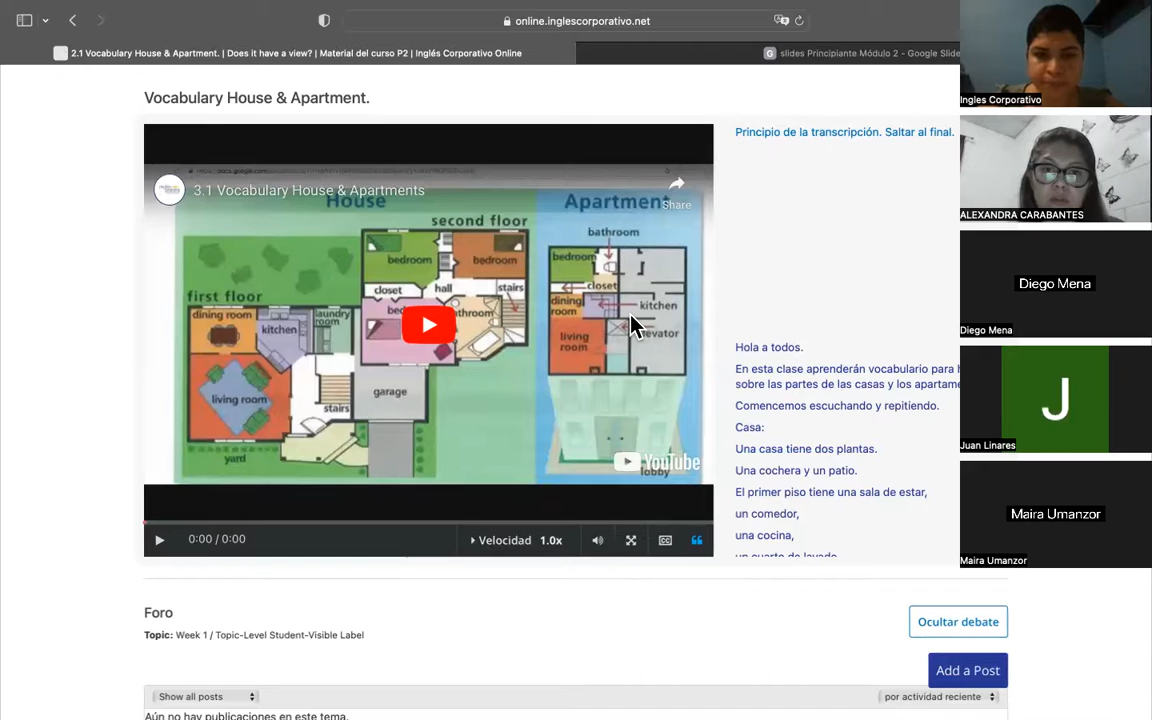 online.inglescorporativo.net
2.1 Vocabulary House & Apartment. | Does it have a view? | Material del curso P2 | Inglés Corporativo Online
G
slides Principiante Módulo 2 - Google Slide
Vocabulary House & Apartment.
3.1 Vocabulary House & Apartments
Share
House
Apartment
second floor
bathroom
bedroom
bedroom
bedroom
closet
hall
stairs
closet
first floor
dining room
kitchen
laundry room
dining room
kitchen
living room
garage
living room
stairs
yard
YouTube
lobby
0:00 / 0:00
Velocidad 1.0x
Principio de la transcripción. Saltar al final.
Hola a todos.
En esta clase aprenderán vocabulario para
sobre las partes de las casas y los
Comencemos escuchando y repitiendo.
Casa:
Una casa tiene dos plantas.
Una cochera y un patio.
El primer piso tiene una sala de estar,
un comedor,
una cocina,
un cuarto de lavado
Foro
Topic: Week 1 / Topic-Level Student-Visible Label
Ocultar debate
Add a Post
Show all posts
por actividad reciente
Aún no hay publicaciones en este tema.
Ingles Corporativo
ALEXANDRA CARABANTES
Diego Mena
Diego Mena
J
Juan Linares
Maira Umanzor
Maira Umanzor